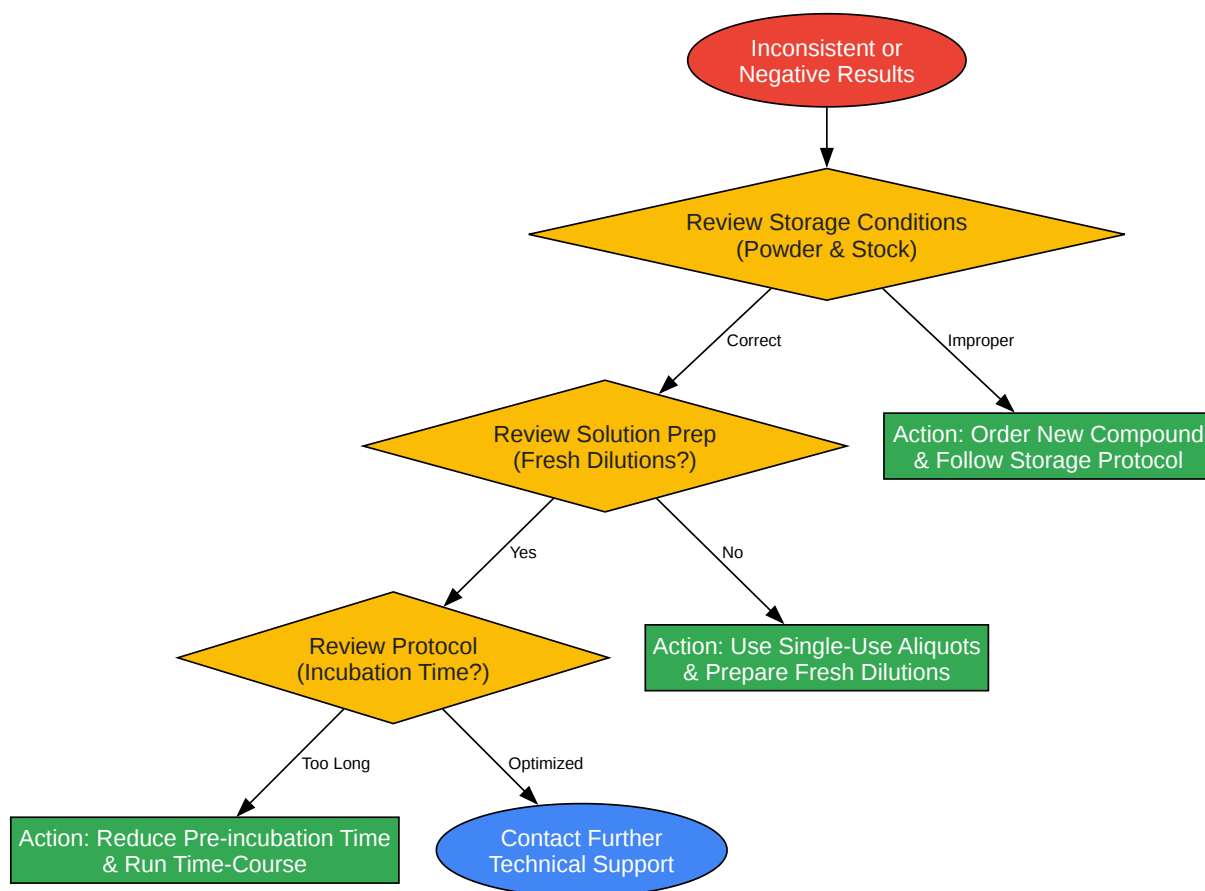 Inconsistent or
Negative Results
Review Storage Conditions
(Powder & Stock)
Correct
Improper
Review Solution Prep
(Fresh Dilutions?)
Action: Order New Compound
& Follow Storage Protocol
Yes
No
Review Protocol
(Incubation Time?)
Action: Use Single-Use Aliquots
& Prepare Fresh Dilutions
Too Long
Optimized
Action: Reduce Pre-incubation Time
& Run Time-Course
Contact Further
Technical Support